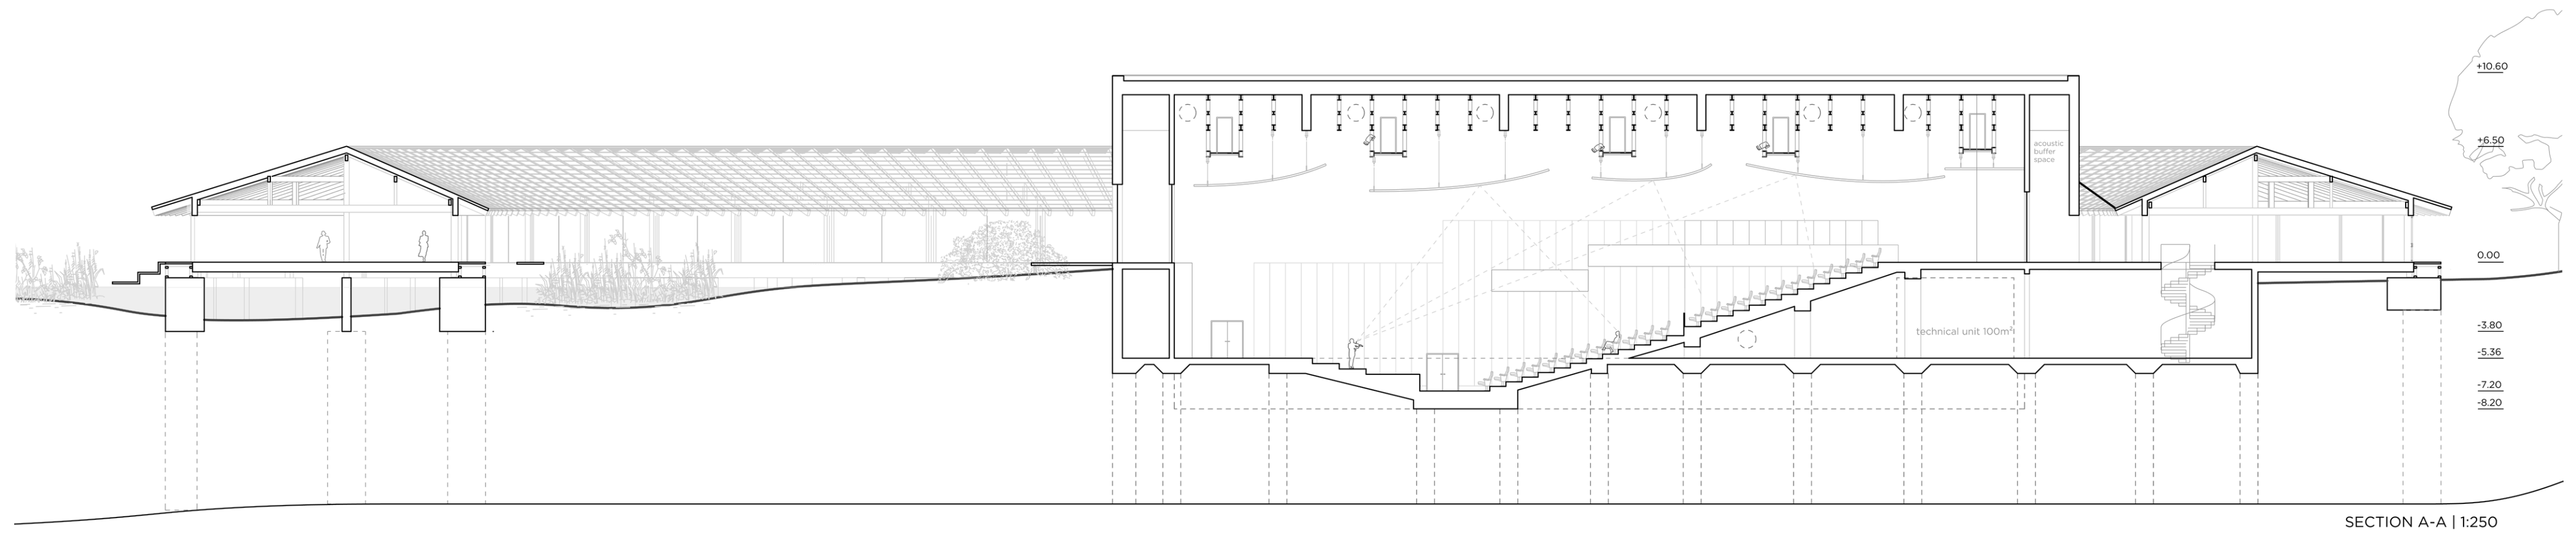 +10.60
+6.50
acoustic
buffer
space
0.00
-3.80
technical unit 100m²
-5.36
-7.20
-8.20
SECTION A-A | 1:250